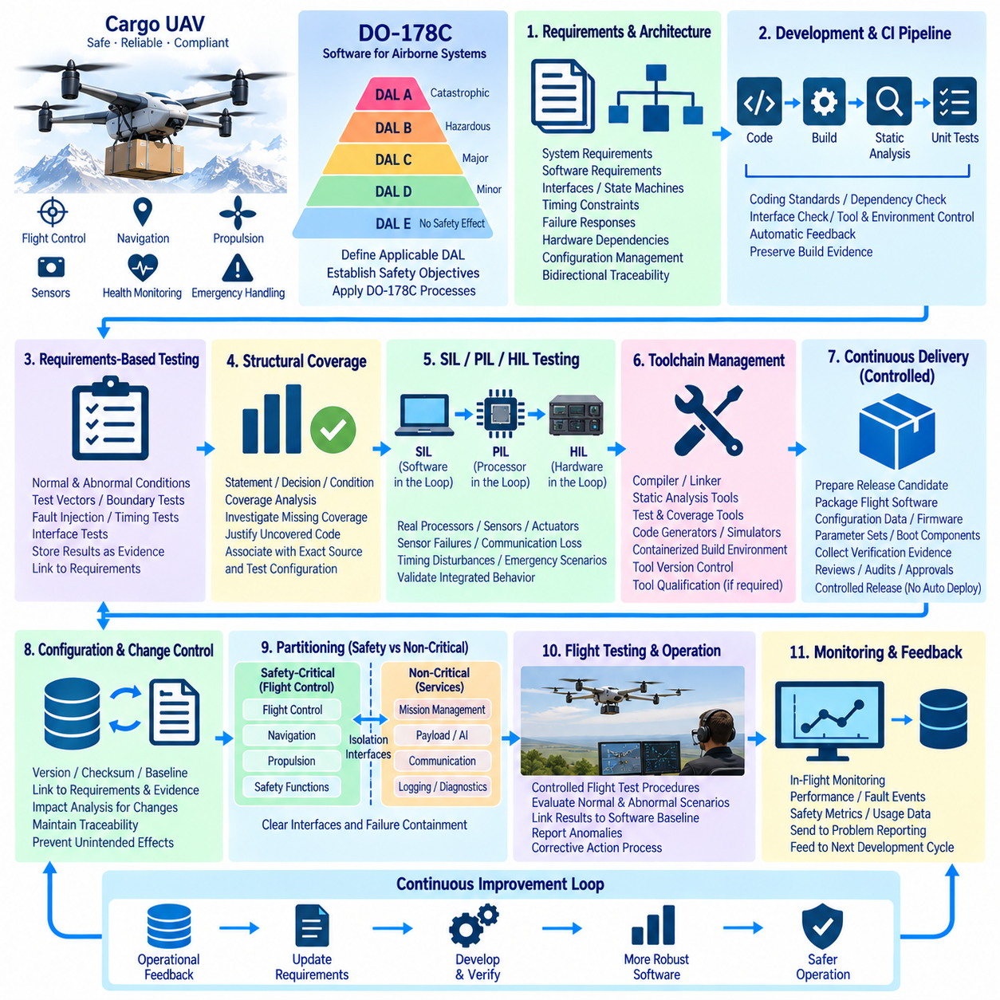 Cargo UAV
Safe · Reliable · Compliant
Flight Control
Navigation
Propulsion
Sensors
Health Monitoring
Emergency Handling
DO-178C
Software for Airborne Systems
DAL A
Catastrophic
DAL B
Hazardous
DAL C
Major
DAL D
Minor
DAL E
No Safety Effect
Define Applicable DAL
Establish Safety Objectives
Apply DO-178C Processes
1. Requirements & Architecture
System Requirements
Software Requirements
Interfaces / State Machines
Timing Constraints
Failure Responses
Hardware Dependencies
Configuration Management
Bidirectional Traceability
2. Development & CI Pipeline
Code
Build
Static
Analysis
Unit Tests
Coding Standards / Dependency Check
Interface Check / Tool & Environment Control
Automatic Feedback
Preserve Build Evidence
3. Requirements-Based Testing
Normal & Abnormal Conditions
Test Vectors / Boundary Tests
Fault Injection / Timing Tests
Interface Tests
Store Results as Evidence
Link to Requirements
4. Structural Coverage
Statement / Decision / Condition
Coverage Analysis
Investigate Missing Coverage
Justify Uncovered Code
Associate with Exact Source
and Test Configuration
5. SIL / PIL / HIL Testing
SIL
(Software
in the Loop)
PIL
(Processor
in the Loop)
HIL
(Hardware
in the Loop)
Real Processors / Sensors / Actuators
Sensor Failures / Communication Loss
Timing Disturbances / Emergency Scenarios
Validate Integrated Behavior
6. Toolchain Management
Compiler / Linker
Static Analysis Tools
Test & Coverage Tools
Code Generators / Simulators
Containerized Build Environment
Tool Version Control
Tool Qualification (if required)
7. Continuous Delivery
(Controlled)
Prepare Release Candidate
Package Flight Software
Configuration Data / Firmware
Parameter Sets / Boot Components
Collect Verification Evidence
Reviews / Audits / Approvals
Controlled Release (No Auto Deploy)
8. Configuration & Change Control
Version / Checksum / Baseline
Link to Requirements & Evidence
Impact Analysis for Changes
Maintain Traceability
Prevent Unintended Effects
9. Partitioning (Safety vs Non-Critical)
Safety-Critical
(Flight Control)
Flight Control
Navigation
Propulsion
Safety Functions
Isolation
Interfaces
Non-Critical
(Services)
Mission Management
Payload / AI
Communication
Logging / Diagnostics
Clear Interfaces and Failure Containment
10. Flight Testing & Operation
Controlled Flight Test Procedures
Evaluate Normal & Abnormal Scenarios
Link Results to Software Baseline
Report Anomalies
Corrective Action Process
11. Monitoring & Feedback
In-Flight Monitoring
Performance / Fault Events
Safety Metrics / Usage Data
Send to Problem Reporting
Feed to Next Development Cycle
Continuous Improvement Loop
Operational
Feedback
Update
Requirements
Develop
& Verify
More Robust
Software
Safer
Operation